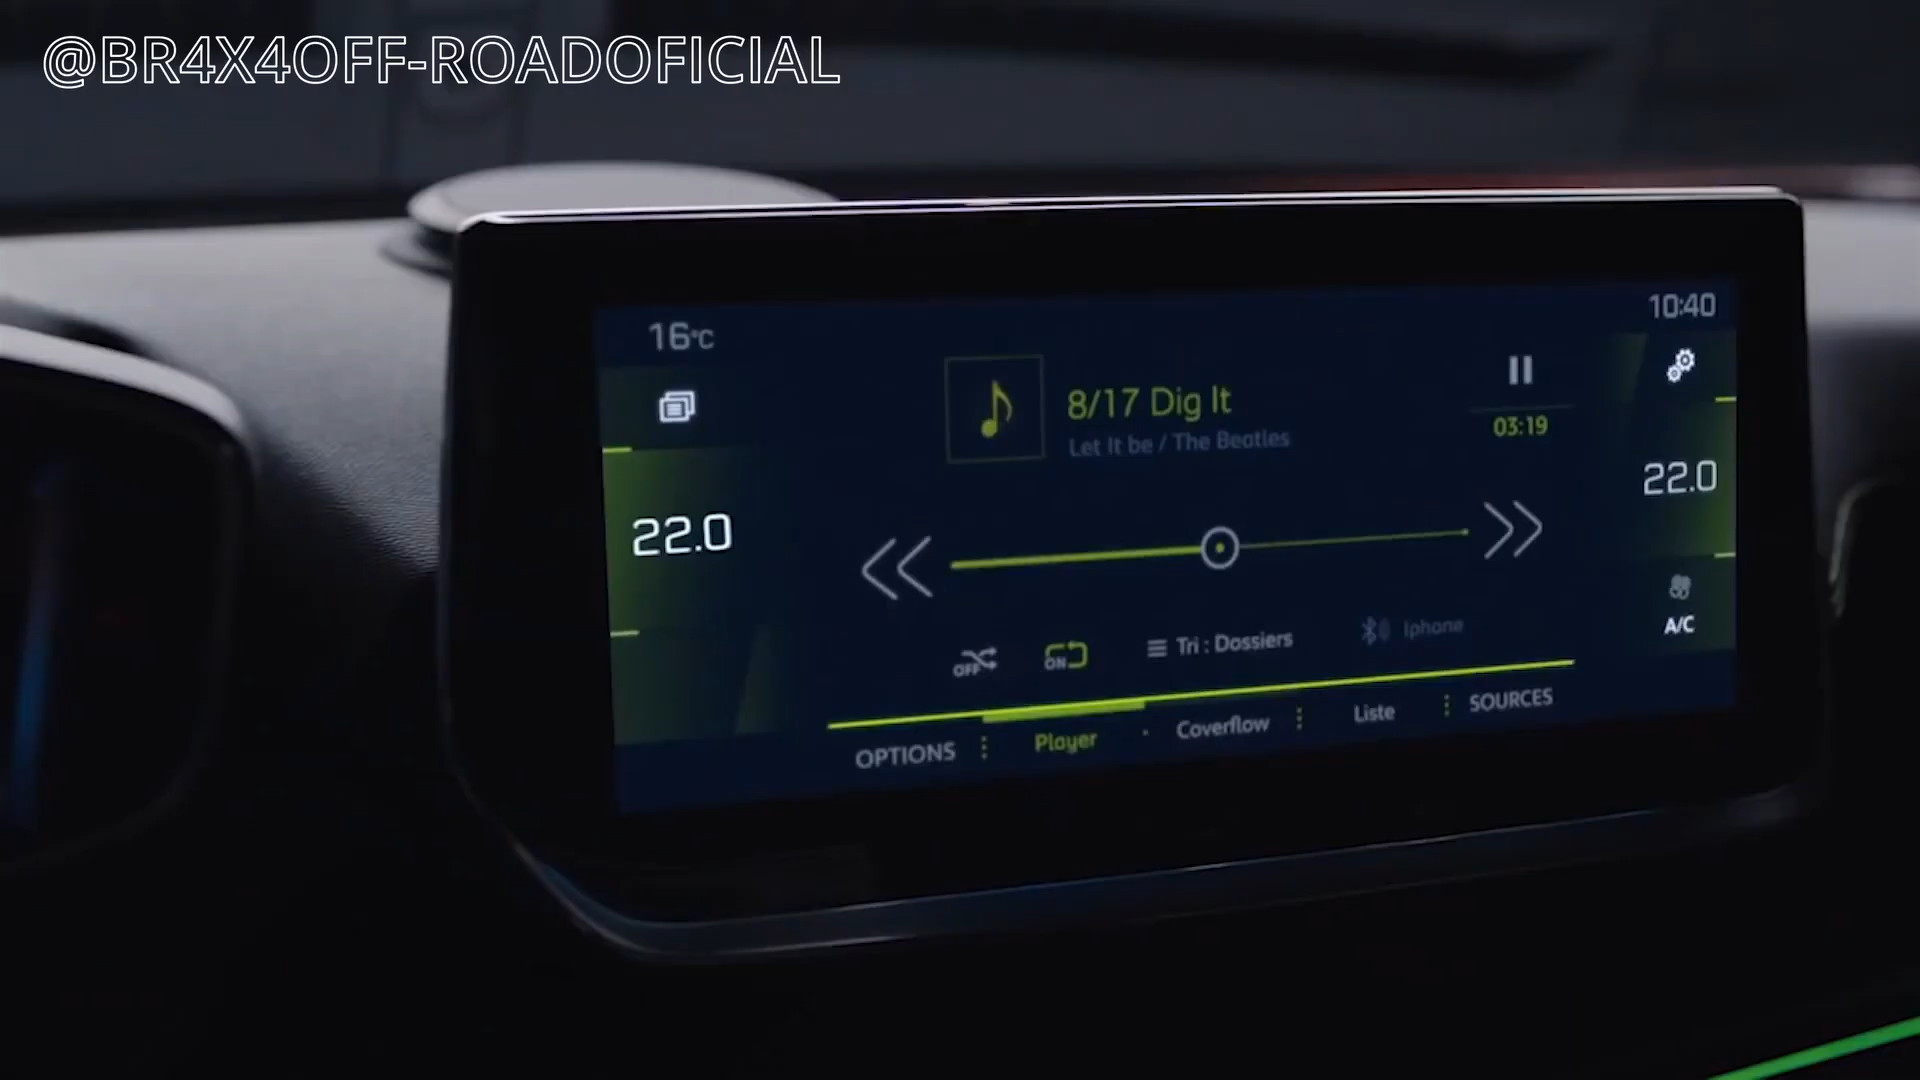 @BR4X4OFF-ROADOFICIAL
16°C
10:40
8/17 Dig It
Let It be / The Beatles
03:19
22.0
22.0
OFF
ON
Tri : Dossiers
Iphone
A/C
OPTIONS
Player
Coverflow
Liste
SOURCES